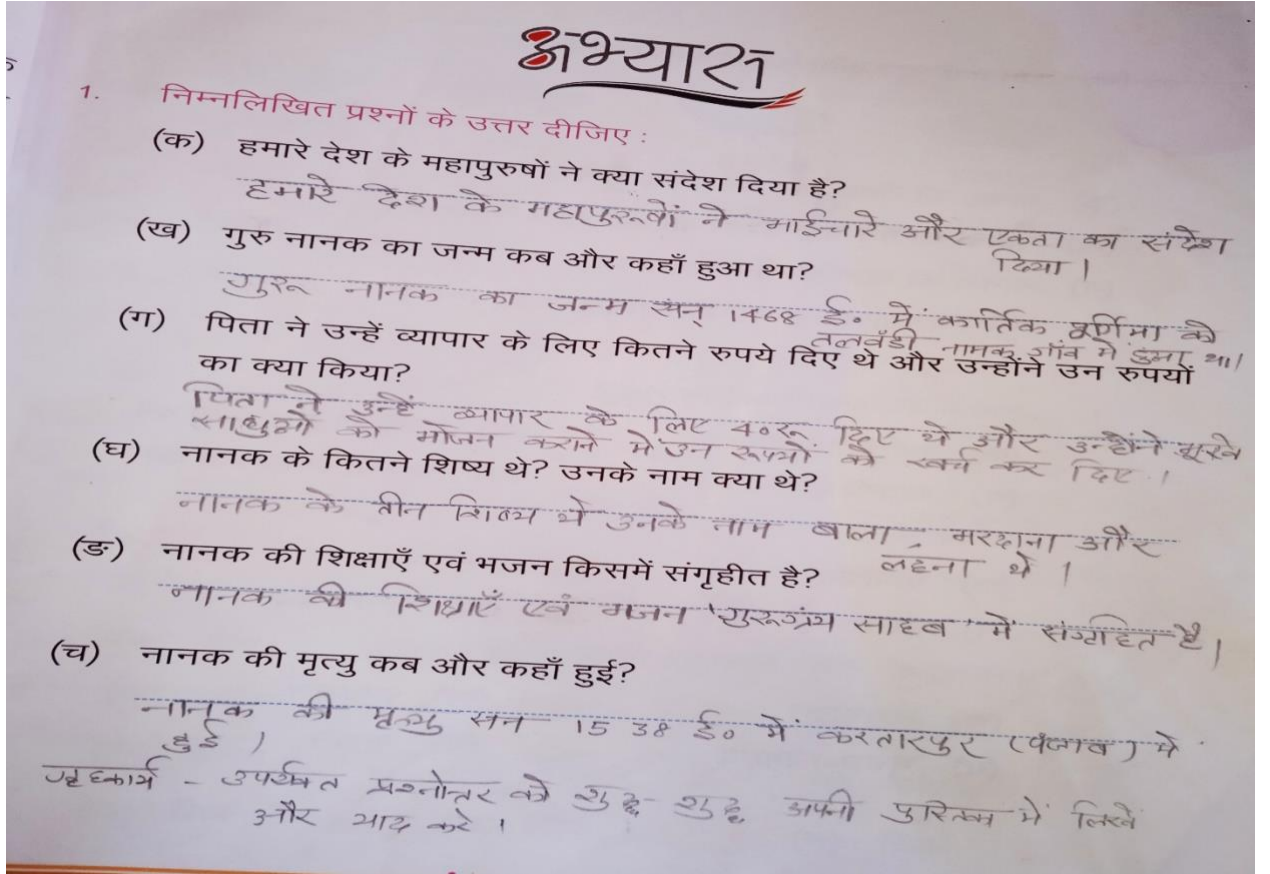 अभ्यास
1. निम्नलिखित प्रश्नों के उत्तर दीजिए :
(क) हमारे देश के महापुरुषों ने क्या संदेश दिया है?
हमारे देश के महापुरूषों ने भाईचारे और एकता का संदेश
दिया ।
(ख) गुरु नानक का जन्म कब और कहाँ हुआ था?
गुरू नानक का जन्म सन् 1468 ई० में कार्तिक पूर्णिमा को
तलवंडी नामक गाँव में हुआ था।
(ग) पिता ने उन्हें व्यापार के लिए कितने रुपये दिए थे और उन्होंने उन रुपयों
का क्या किया?
पिता ने उन्हें व्यापार के लिए 40रू दिए थे और उन्होंने भूखे
साधुओ को भोजन कराने में उन रूपयों को खर्च कर दिए ।
(घ) नानक के कितने शिष्य थे? उनके नाम क्या थे?
नानक के तीन शिष्य थे उनके नाम बाला, मरदाना और
लहना थे ।
(ङ) नानक की शिक्षाएँ एवं भजन किसमें संगृहीत है?
नानक की शिक्षाएँ एवं भजन 'गुरूग्रंथ साहब' में संग्रहित है।
(च) नानक की मृत्यु कब और कहाँ हुई?
नानक की मृत्यु सन 1538 ई० में करतारपुर (पंजाब) में
हुई ।
गृहकार्य - उपर्युक्त प्रश्नोत्तर को शुद्ध-शुद्ध अपनी पुस्तिका में लिखें
और याद करे ।